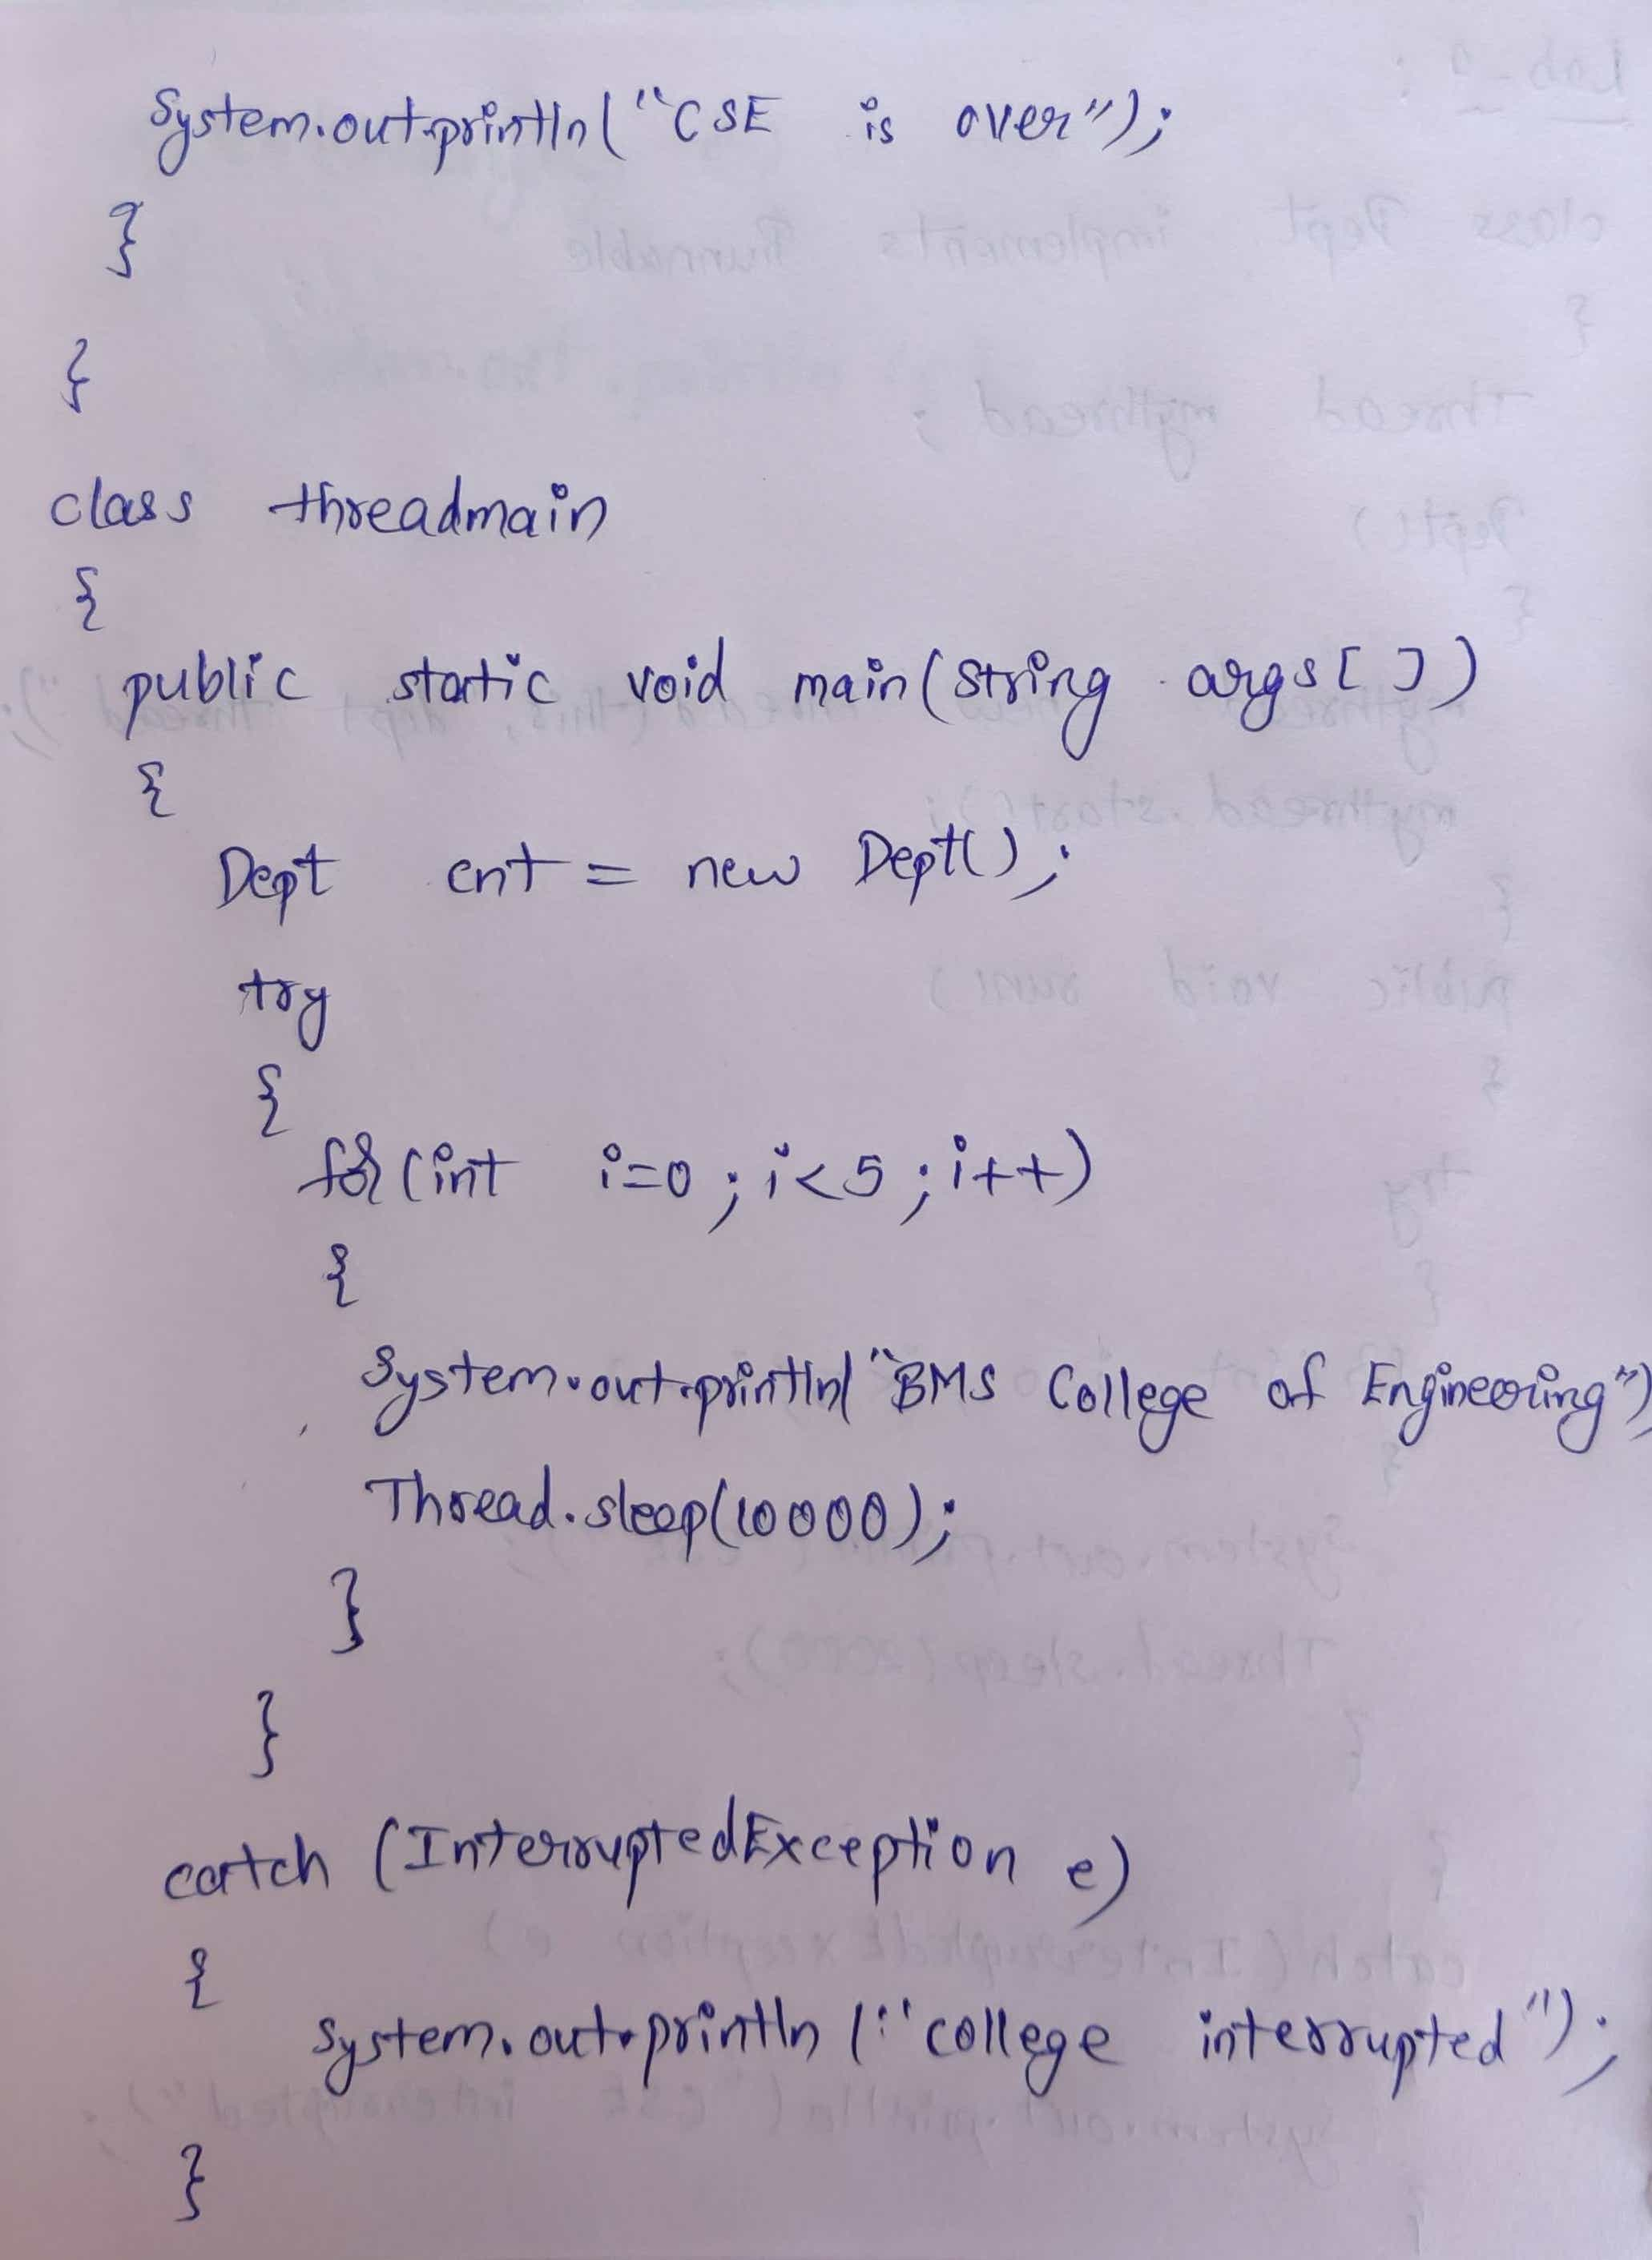 System.out.println("CSE is over");
}
}
class threadmain
{
public static void main(String args[])
{
Dept cnt = new Dept();
try
{
for(int i=0; i<5; i++)
{
System.out.println("BMS College of Engineering")
Thread.sleep(10000);
}
}
catch (InterruptedException e)
{
System.out.println("college interrupted");
}